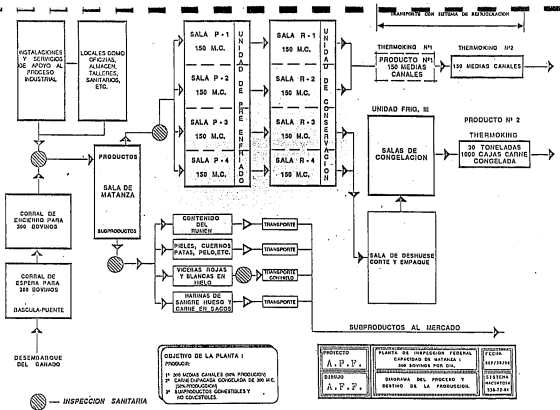 TRANSPORTE CON SISTEMA DE REFRIGERACION
INSTALACIONES
Y SERVICIOS
DE APOYO AL
PROCESO
INDUSTRIAL
LOCALES COMO
OFICINAS,
ALMACEN,
TALLERES,
SANITARIOS,
ETC.
SALA P - 1
150 M.C.
SALA P - 2
150 M.C.
SALA P - 3
150 M.C.
SALA P - 4
150 M.C.
UNIDAD DE PRE ENFRIADO
SALA R - 1
150 M.C.
SALA R - 2
150 M.C.
SALA R - 3
150 M.C.
SALA R - 4
150 M.C.
UNIDAD DE CONSERVACION
THERMOKING Nº1
PRODUCTO Nº1
150 MEDIAS
CANALES
THERMOKING Nº2
150 MEDIAS CANALES
UNIDAD FRIG. III
SALAS DE
CONGELACION
PRODUCTO Nº 2
THERMOKING
30 TONELADAS
1000 CAJAS CARNE
CONGELADA
PRODUCTOS
SALA DE
MATANZA
SUBPRODUCTOS
CORRAL DE
ENCIERRO PARA
300 BOVINOS
CORRAL DE
ESPERA PARA
300 BOVINOS
BASCULA-PUENTE
DESEMBARQUE
DEL GANADO
CONTENIDO
DEL
RUMEN
TRANSPORTE
PIELES, CUERNOS
PATAS, PELO, ETC.
TRANSPORTE
VICERAS ROJAS
Y BLANCAS EN
HIELO
TRANSPORTE
CON HIELO
HARINAS DE
SANGRE HUESO Y
CARNE EN SACOS
TRANSPORTE
SALA DE DESHUESE
CORTE Y EMPAQUE
SUBPRODUCTOS AL MERCADO
OBJETIVO DE LA PLANTA :
PRODUCIR:
1º 300 MEDIAS CANALES (50% PRODUCION)
2º CARNE EMPACADA CONGELADA DE 300 M.C.
(50% PRODUCION)
3º SUBPRODUCTOS COMESTIBLES Y
NO COMESTIBLES.
PROYECTO
A.F.F.
DIBUJO
A.F.F.
PLANTA DE INSPECCION FEDERAL
CAPACIDAD DE MATANZA :
300 BOVINOS POR DIA.
DIAGRAMA DEL PROCESO Y
DESTINO DE LA PRODUCCION.
FECHA
SISTEMA
MACINTOSH
INSPECCION SANITARIA